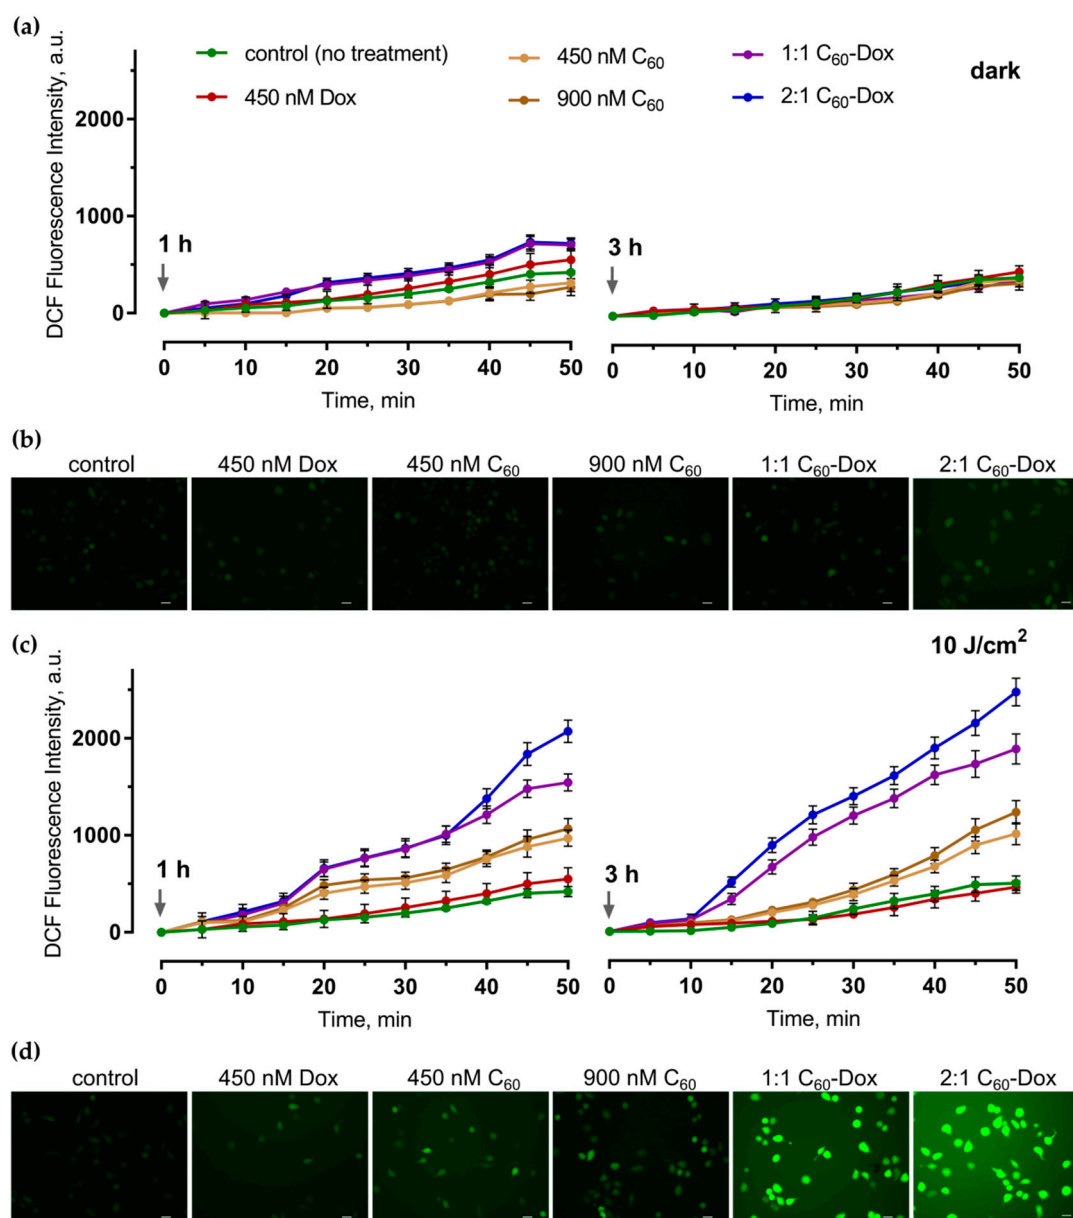 (a)
DCF Fluorescence Intensity, a.u.
2000
1000
0
control (no treatment)
450 nM C60
1:1 C60-Dox
450 nM Dox
900 nM C60
2:1 C60-Dox
dark
1 h
3 h
0 10 20 30 40 50
0 10 20 30 40 50
Time, min
Time, min
(b)
control
450 nM Dox
450 nM C60
900 nM C60
1:1 C60-Dox
2:1 C60-Dox
(c)
10 J/cm²
DCF Fluorescence Intensity, a.u.
2000
1000
0
1 h
3 h
0 10 20 30 40 50
0 10 20 30 40 50
Time, min
Time, min
(d)
control
450 nM Dox
450 nM C60
900 nM C60
1:1 C60-Dox
2:1 C60-Dox